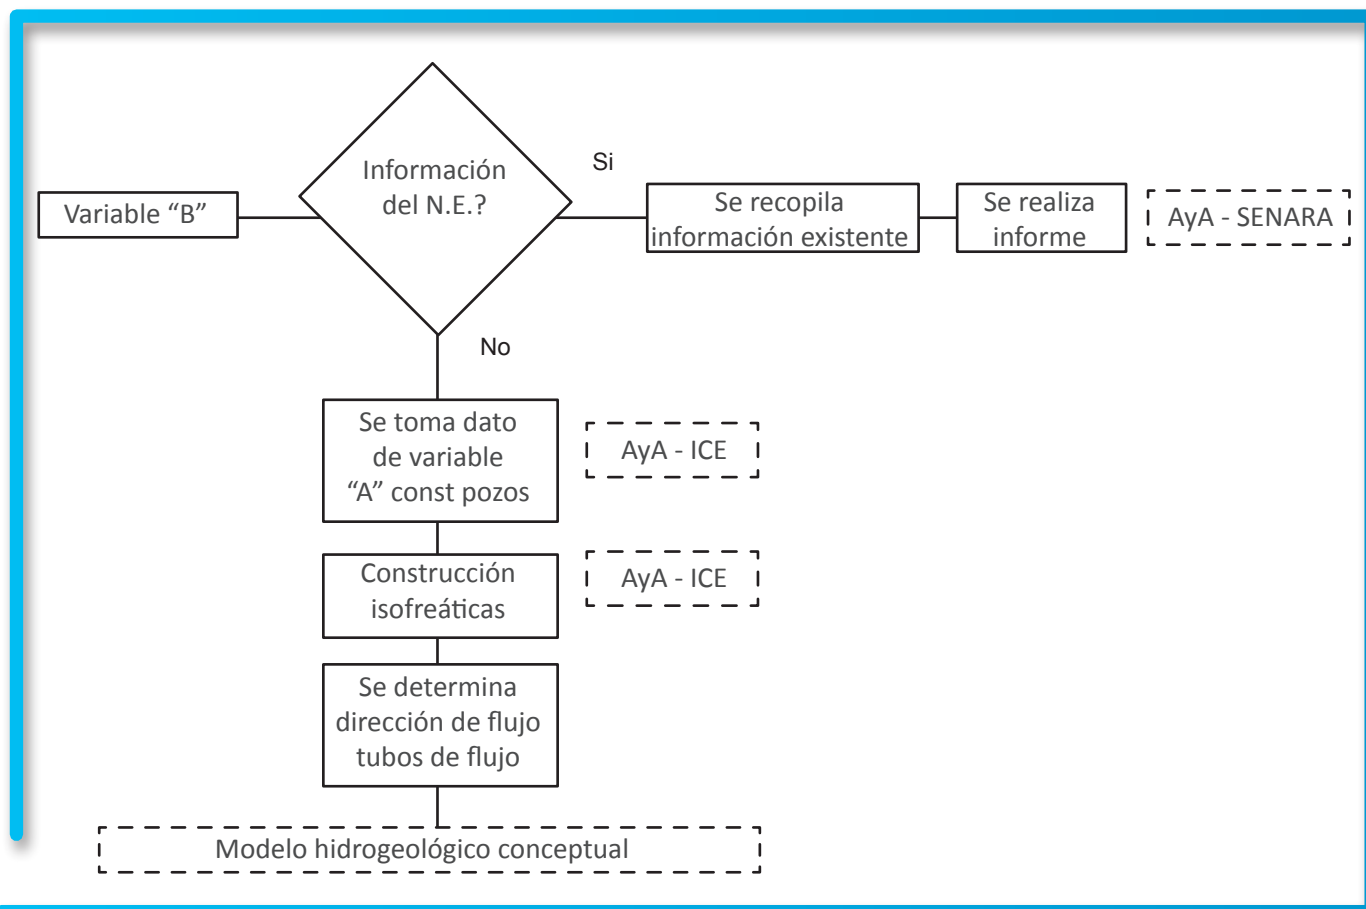 Información
del N.E.?
Si
Variable “B”
Se recopila
información existente
Se realiza
informe
AyA - SENARA
No
Se toma dato
de variable
“A” const pozos
AyA - ICE
Construcción
isofreáticas
AyA - ICE
Se determina
dirección de flujo
tubos de flujo
Modelo hidrogeológico conceptual